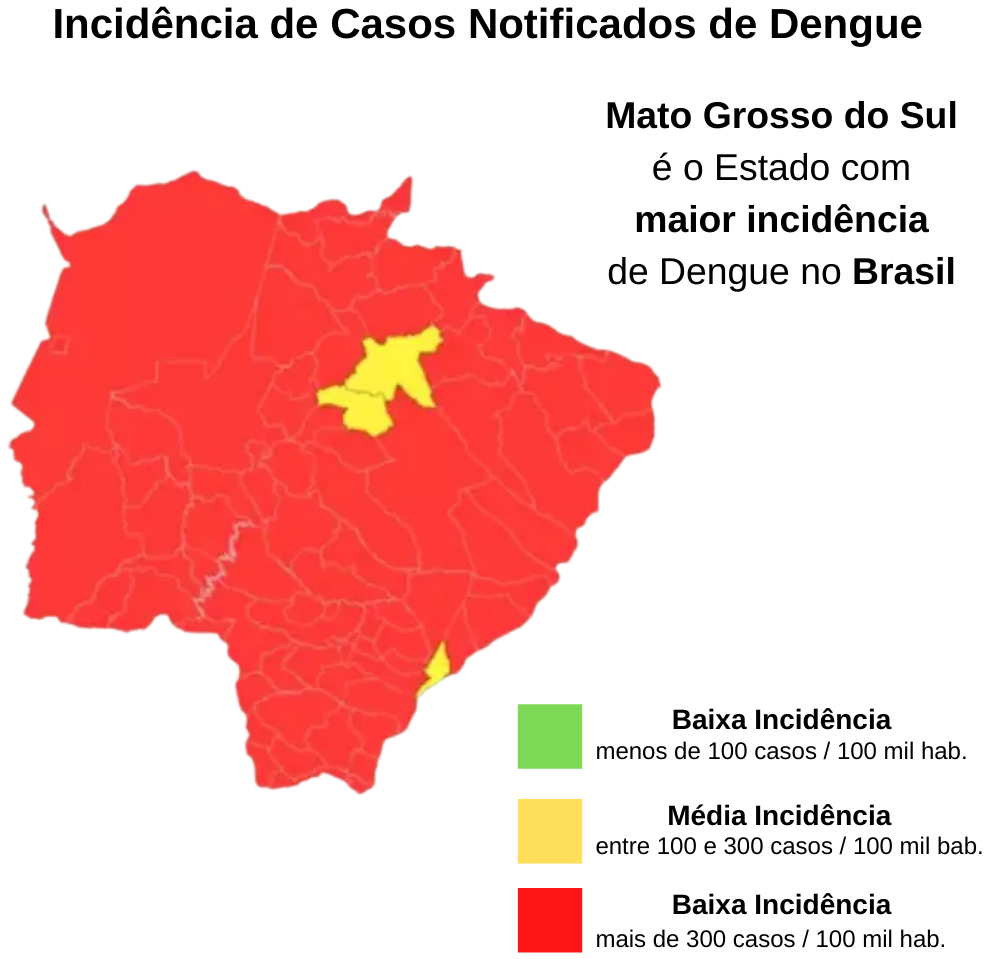 Incidência de Casos Notificados de Dengue
Mato Grosso do Sul
é o Estado com
maior incidência
de Dengue no Brasil
Baixa Incidência
menos de 100 casos / 100 mil hab.
Média Incidência
entre 100 e 300 casos / 100 mil bab.
Baixa Incidência
mais de 300 casos / 100 mil hab.